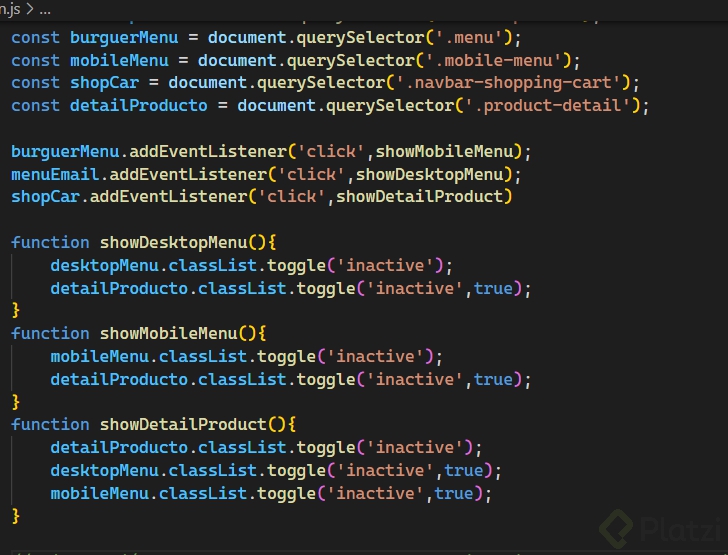 n.js > ...
const burguerMenu = document.querySelector('.menu');
const mobileMenu = document.querySelector('.mobile-menu');
const shopCar = document.querySelector('.navbar-shopping-cart');
const detailProducto = document.querySelector('.product-detail');
burguerMenu.addEventListener('click',showMobileMenu);
menuEmail.addEventListener('click',showDesktopMenu);
shopCar.addEventListener('click',showDetailProduct)
function showDesktopMenu(){
desktopMenu.classList.toggle('inactive');
detailProducto.classList.toggle('inactive',true);
}
function showMobileMenu(){
mobileMenu.classList.toggle('inactive');
detailProducto.classList.toggle('inactive',true);
}
function showDetailProduct(){
detailProducto.classList.toggle('inactive');
desktopMenu.classList.toggle('inactive',true);
mobileMenu.classList.toggle('inactive',true);
}
Platzi